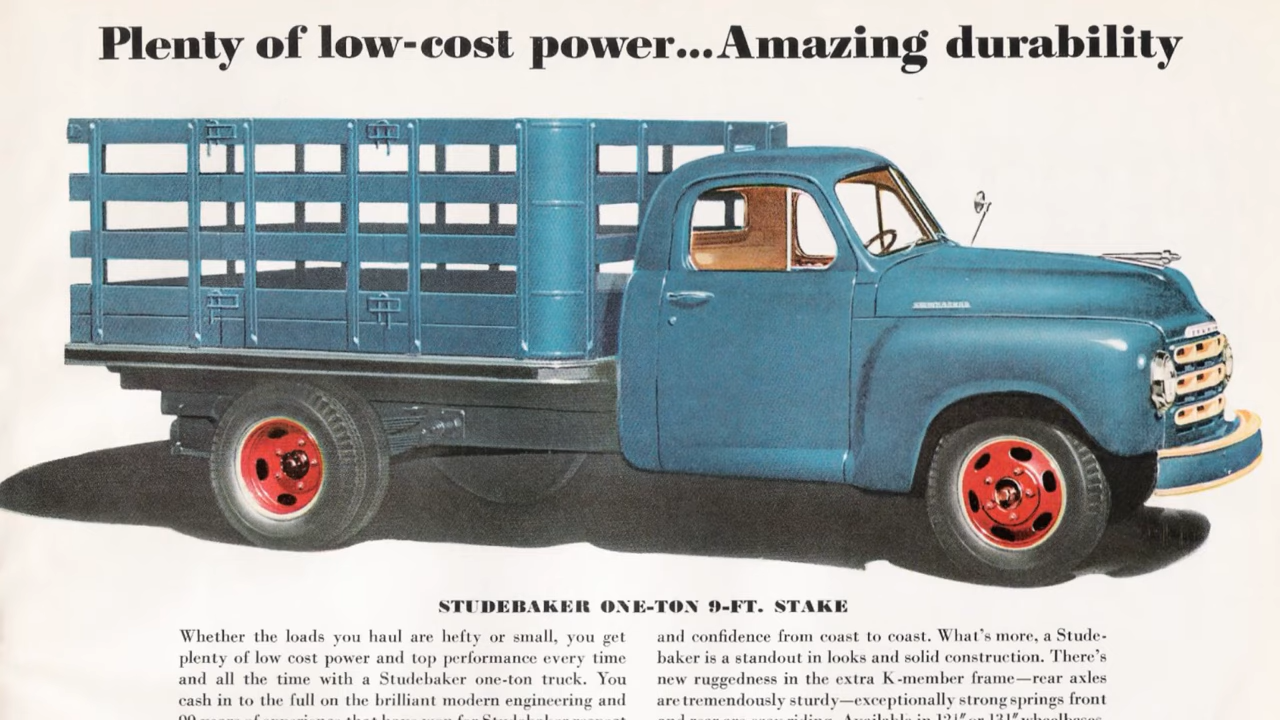 Plenty of low-cost power...Amazing durability
STUDEBAKER
STUDEBAKER ONE-TON 9-FT. STAKE
Whether the loads you haul are hefty or small, you get
plenty of low cost power and top performance every time
and all the time with a Studebaker one-ton truck. You
cash in to the full on the brilliant modern engineering and
and confidence from coast to coast. What's more, a Stude-
baker is a standout in looks and solid construction. There's
new ruggedness in the extra K-member frame—rear axles
are tremendously sturdy—exceptionally strong springs front